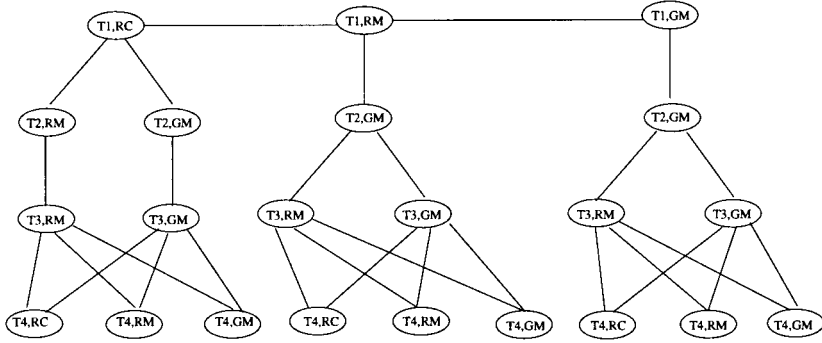 T1,RC T1,RM T1,GM
T2,RM T2,GM T2,GM T2,GM
T3,RM T3,GM T3,RM T3,GM T3,RM T3,GM
T4,RC T4,RM T4,GM T4,RC T4,RM T4,GM T4,RC T4,RM T4,GM